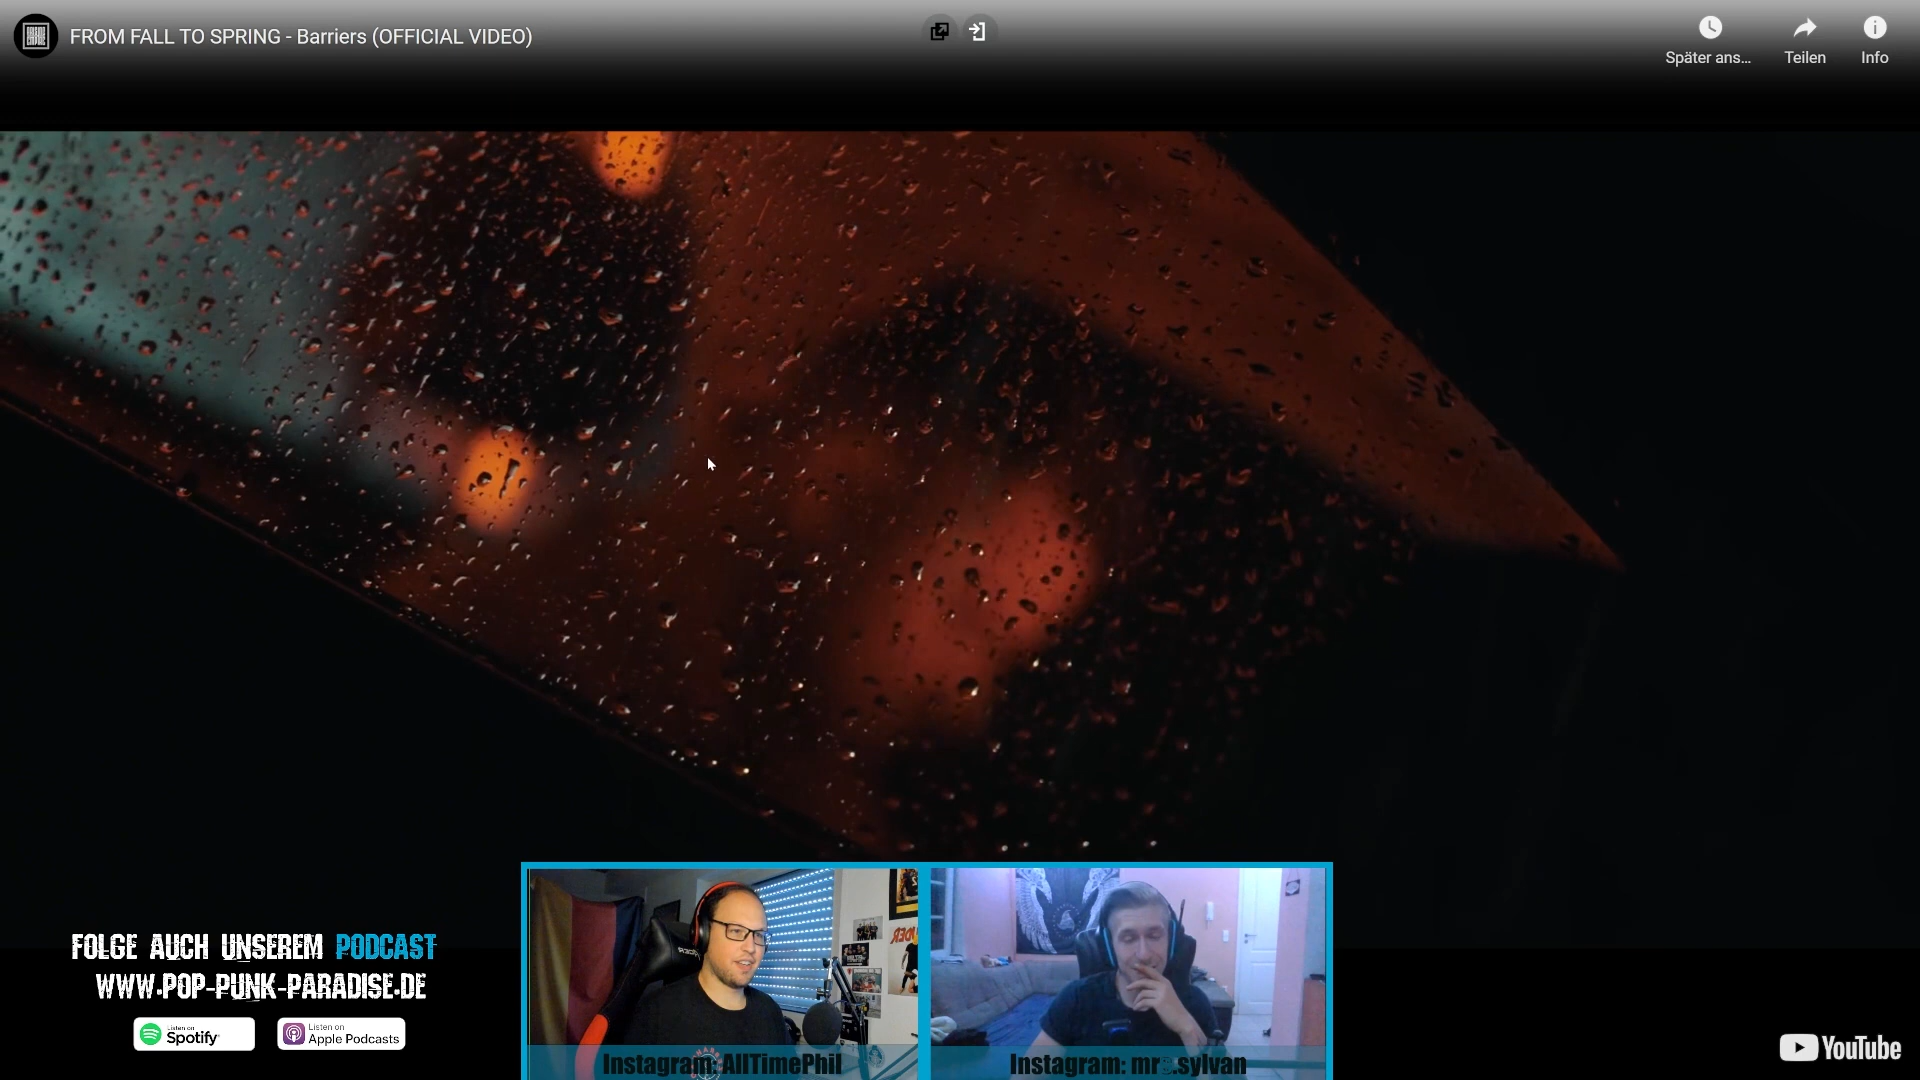 FROM FALL TO SPRING - Barriers (OFFICIAL VIDEO)
Später ans...
Teilen
Info
FOLGE AUCH UNSEREM PODCAST
WWW.POP-PUNK-PARADISE.DE
Listen on
Spotify
Listen on
Apple Podcasts
Instagram: AllTimePhil
Instagram:
YouTube